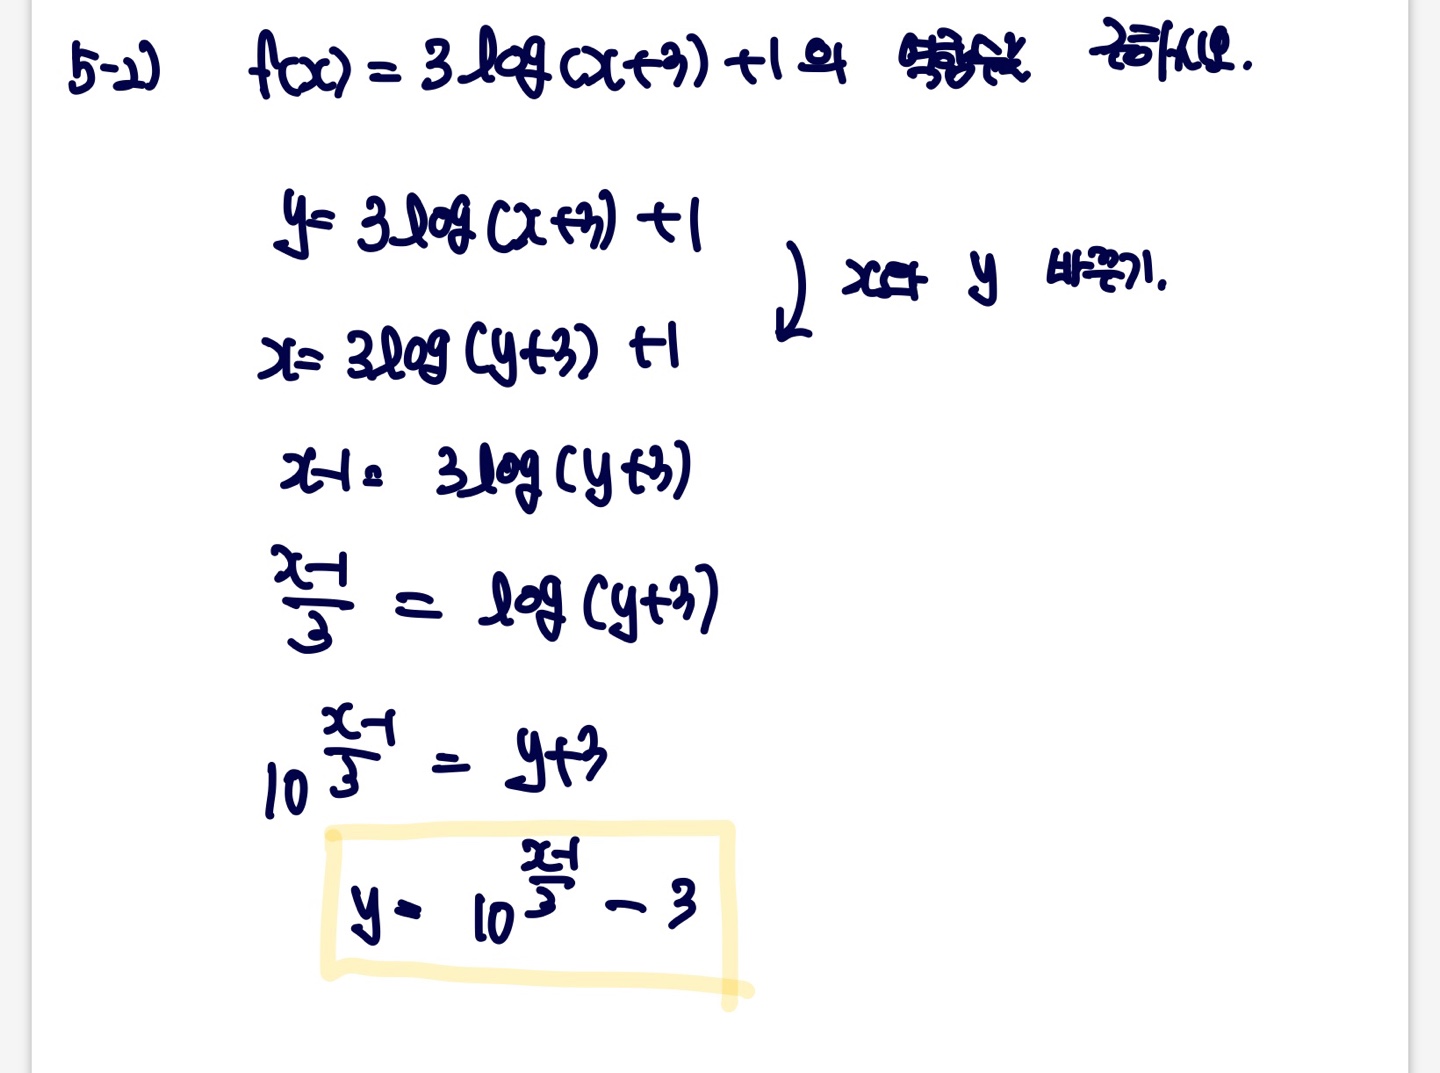 5-2) f(x) = 3 log (x+3) +1 의 역함수를 구하시오.
y= 3 log (x+3) +1
x와 y 바꾸기.
x= 3 log (y+3) +1
x-1= 3 log (y+3)
\frac{x-1}{3} = log (y+3)
10^{\frac{x-1}{3}} = y+3
y= 10^{\frac{x-1}{3}} - 3